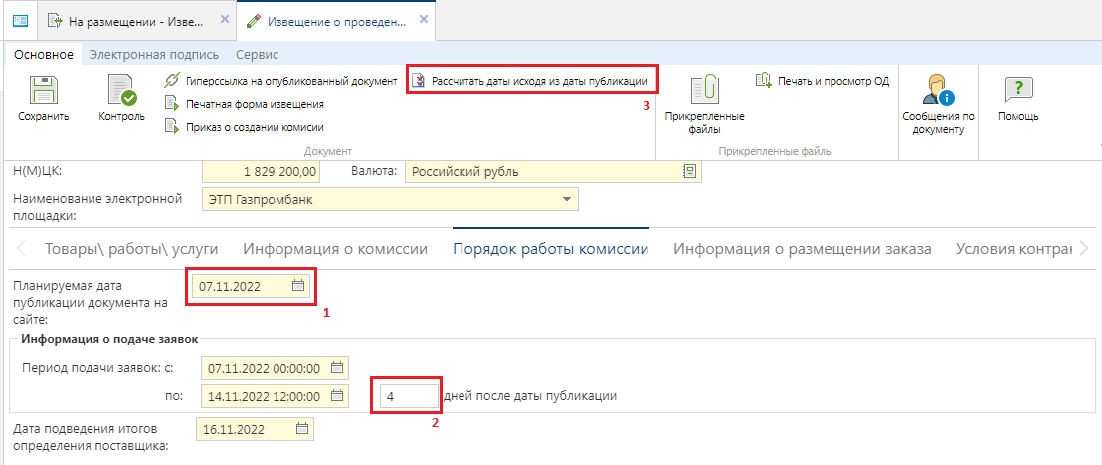 На размещении - Изве...
Извещение о проведен...
Основное
Электронная подпись
Сервис
Сохранить
Контроль
Гиперссылка на опубликованный документ
Печатная форма извещения
Приказ о создании комисии
Рассчитать даты исходя из даты публикации
3
Документ
Прикрепленные
файлы
Печать и просмотр ОД
Прикрепленные файлы
Сообщения по
документу
Помощь
Н(М)ЦК:
1 829 200,00
Валюта:
Российский рубль
Наименование электронной
площадки:
ЭТП Газпромбанк
Товары\ работы\ услуги
Информация о комиссии
Порядок работы комиссии
Информация о размещении заказа
Условия контрак
Планируемая дата
публикации документа на
сайте:
07.11.2022
1
Информация о подаче заявок
Период подачи заявок: с:
07.11.2022 00:00:00
по:
14.11.2022 12:00:00
4
дней после даты публикации
2
Дата подведения итогов
определения поставщика:
16.11.2022